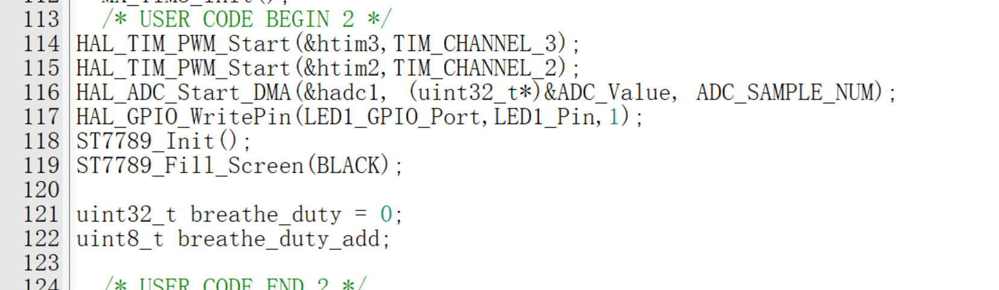 113 /* USER CODE BEGIN 2 */
114 HAL_TIM_PWM_Start(&htim3,TIM_CHANNEL_3);
115 HAL_TIM_PWM_Start(&htim2,TIM_CHANNEL_2);
116 HAL_ADC_Start_DMA(&hadc1, (uint32_t*)&ADC_Value, ADC_SAMPLE_NUM);
117 HAL_GPIO_WritePin(LED1_GPIO_Port,LED1_Pin,1);
118 ST7789_Init();
119 ST7789_Fill_Screen(BLACK);
120
121 uint32_t breathe_duty = 0;
122 uint8_t breathe_duty_add;
123
124 /* USER CODE END 2 */